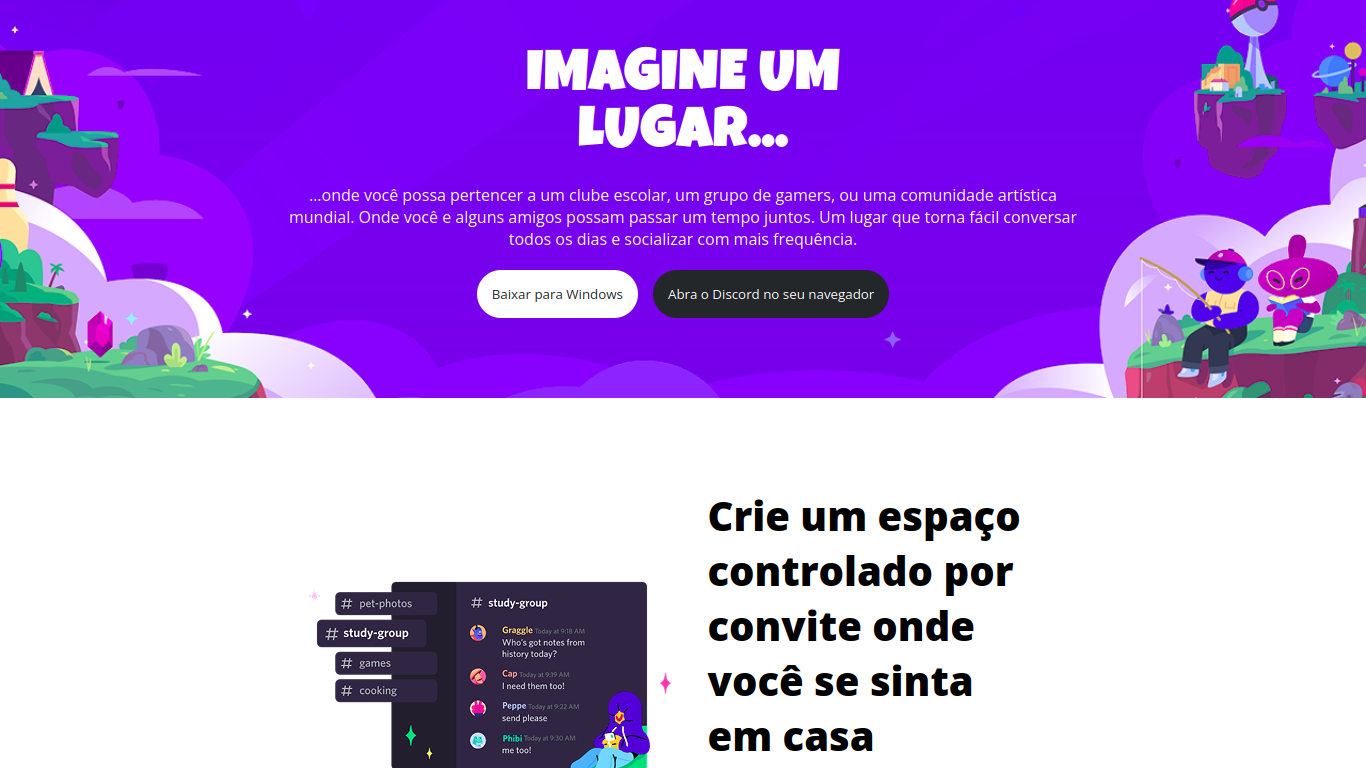 IMAGINE UM
LUGAR...
...onde você possa pertencer a um clube escolar, um grupo de gamers, ou uma comunidade artística
mundial. Onde você e alguns amigos possam passar um tempo juntos. Um lugar que torna fácil conversar
todos os dias e socializar com mais frequência.
Baixar para Windows
Abra o Discord no seu navegador
# pet-photos
# study-group
# games
# cooking
# study-group
Graggle Today at 9:18 AM
Who's got notes from
history today?
Cap Today at 9:19 AM
I need them too!
Peppe Today at 9:22 AM
send please
Phibi Today at 9:30 AM
me too!
Crie um espaço
controlado por
convite onde
você se sinta
em casa